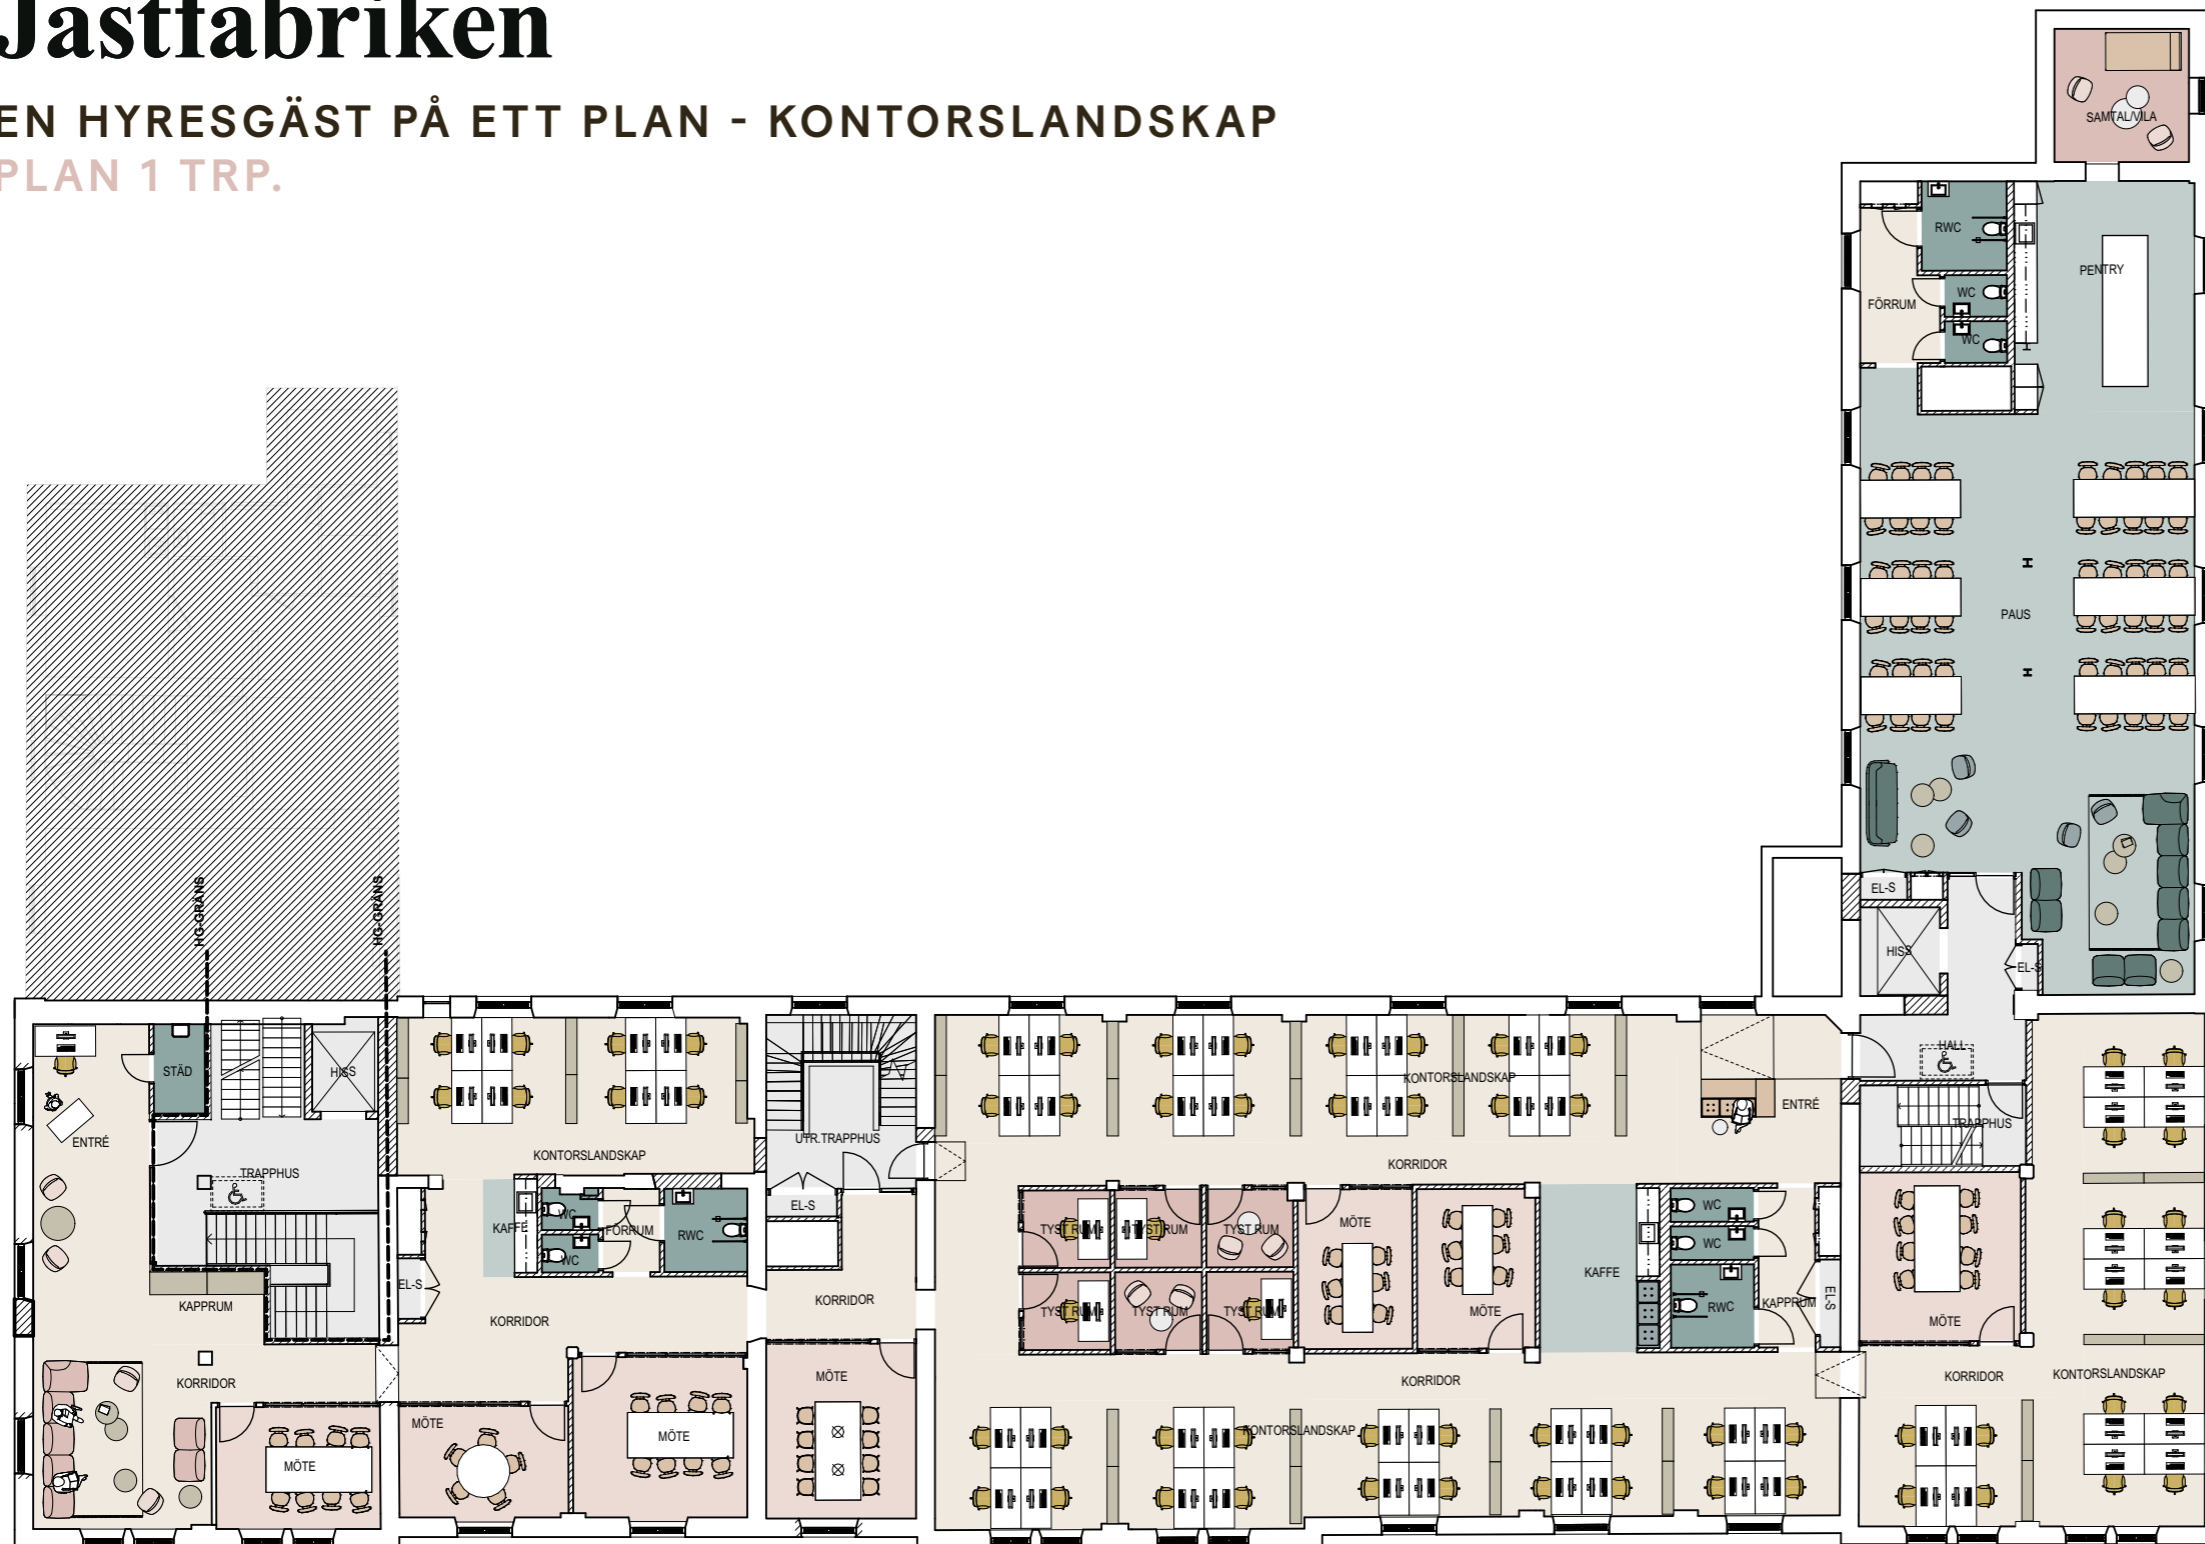 Jästfabriken
EN HYRESGÄST PÅ ETT PLAN - KONTORSLANDSKAP
PLAN 1 TRP.
SAMTAL/VILA
RWC
PENTRY
WC
FÖRRUM
WC
PAUS
EL-S
HISS
EL-S
HG-GRÄNS
HG-GRÄNS
HALL
STÄD
HISS
KONTORSLANDSKAP
ENTRÉ
ENTRÉ
TRAPPHUS
UTR.TRAPPHUS
KONTORSLANDSKAP
KORRIDOR
TRAPPHUS
EL-S
WC
WC
KAFFE
FÖRRUM
RWC
TYST RUM
TYST RUM
TYST RUM
MÖTE
WC
WC
EL-S
KAFFE
KAPPRUM
KORRIDOR
KORRIDOR
TYST RUM
TYST RUM
TYST RUM
MÖTE
RWC
KAPPRUM
EL-S
MÖTE
KORRIDOR
MÖTE
KORRIDOR
KORRIDOR
KONTORSLANDSKAP
MÖTE
MÖTE
KONTORSLANDSKAP
MÖTE